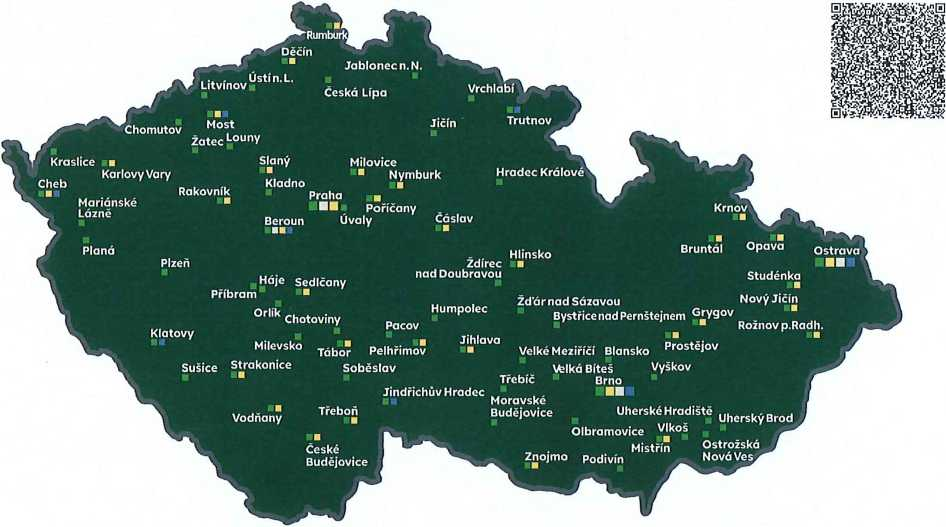 Rumburk
Děčín
Jablonec n. N.
Ústí n. L.
Litvínov
Česká Lípa
Vrchlabí
Most
Trutnov
Chomutov
Jičín
Žatec
Louny
Kraslice
Slaný
Milovice
Karlovy Vary
Hradec Králové
Nymburk
Cheb
Rakovník
Kladno
Praha
Mariánské
Lázně
Poříčany
Krnov
Beroun
Úvaly
Čáslav
Planá
Bruntál
Opava
Ostrava
Hlinsko
Plzeň
Ždírec
nad Doubravou
Studénka
Háje
Sedlčany
Příbram
Žďár nad Sázavou
Nový Jičín
Orlík
Humpolec
Bystřice nad Pernštejnem
Grygov
Chotoviny
Rožnov p.Radh.
Klatovy
Pacov
Milevsko
Tábor
Pelhřimov
Jihlava
Prostějov
Velké Meziříčí
Blansko
Sušice
Strakonice
Soběslav
Velká Bíteš
Vyškov
Třebíč
Brno
Jindřichův Hradec
Moravské
Budějovice
Vodňany
Třeboň
Uherské Hradiště
Uherský Brod
Olbramovice
Vlkoš
Mistřín
Ostrožská
Nová Ves
České
Budějovice
Znojmo
Podivín